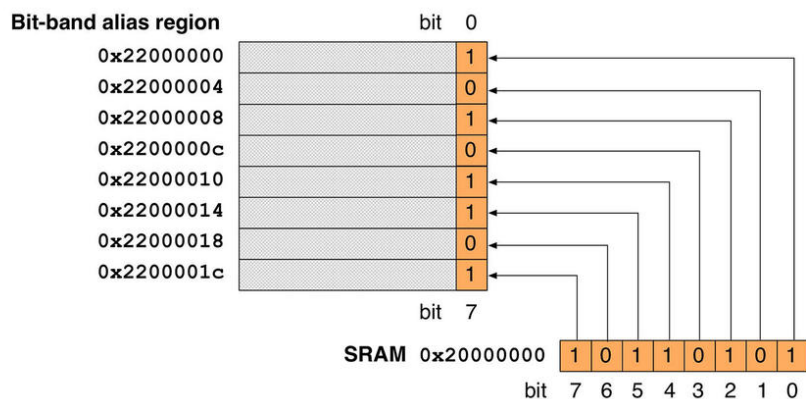 Bit-band alias region bit 0
0x22000000 1
0x22000004 0
0x22000008 1
0x2200000c 0
0x22000010 1
0x22000014 1
0x22000018 0
0x2200001c 1
bit 7
SRAM 0x20000000 1 0 1 1 0 1 0 1
bit 7 6 5 4 3 2 1 0